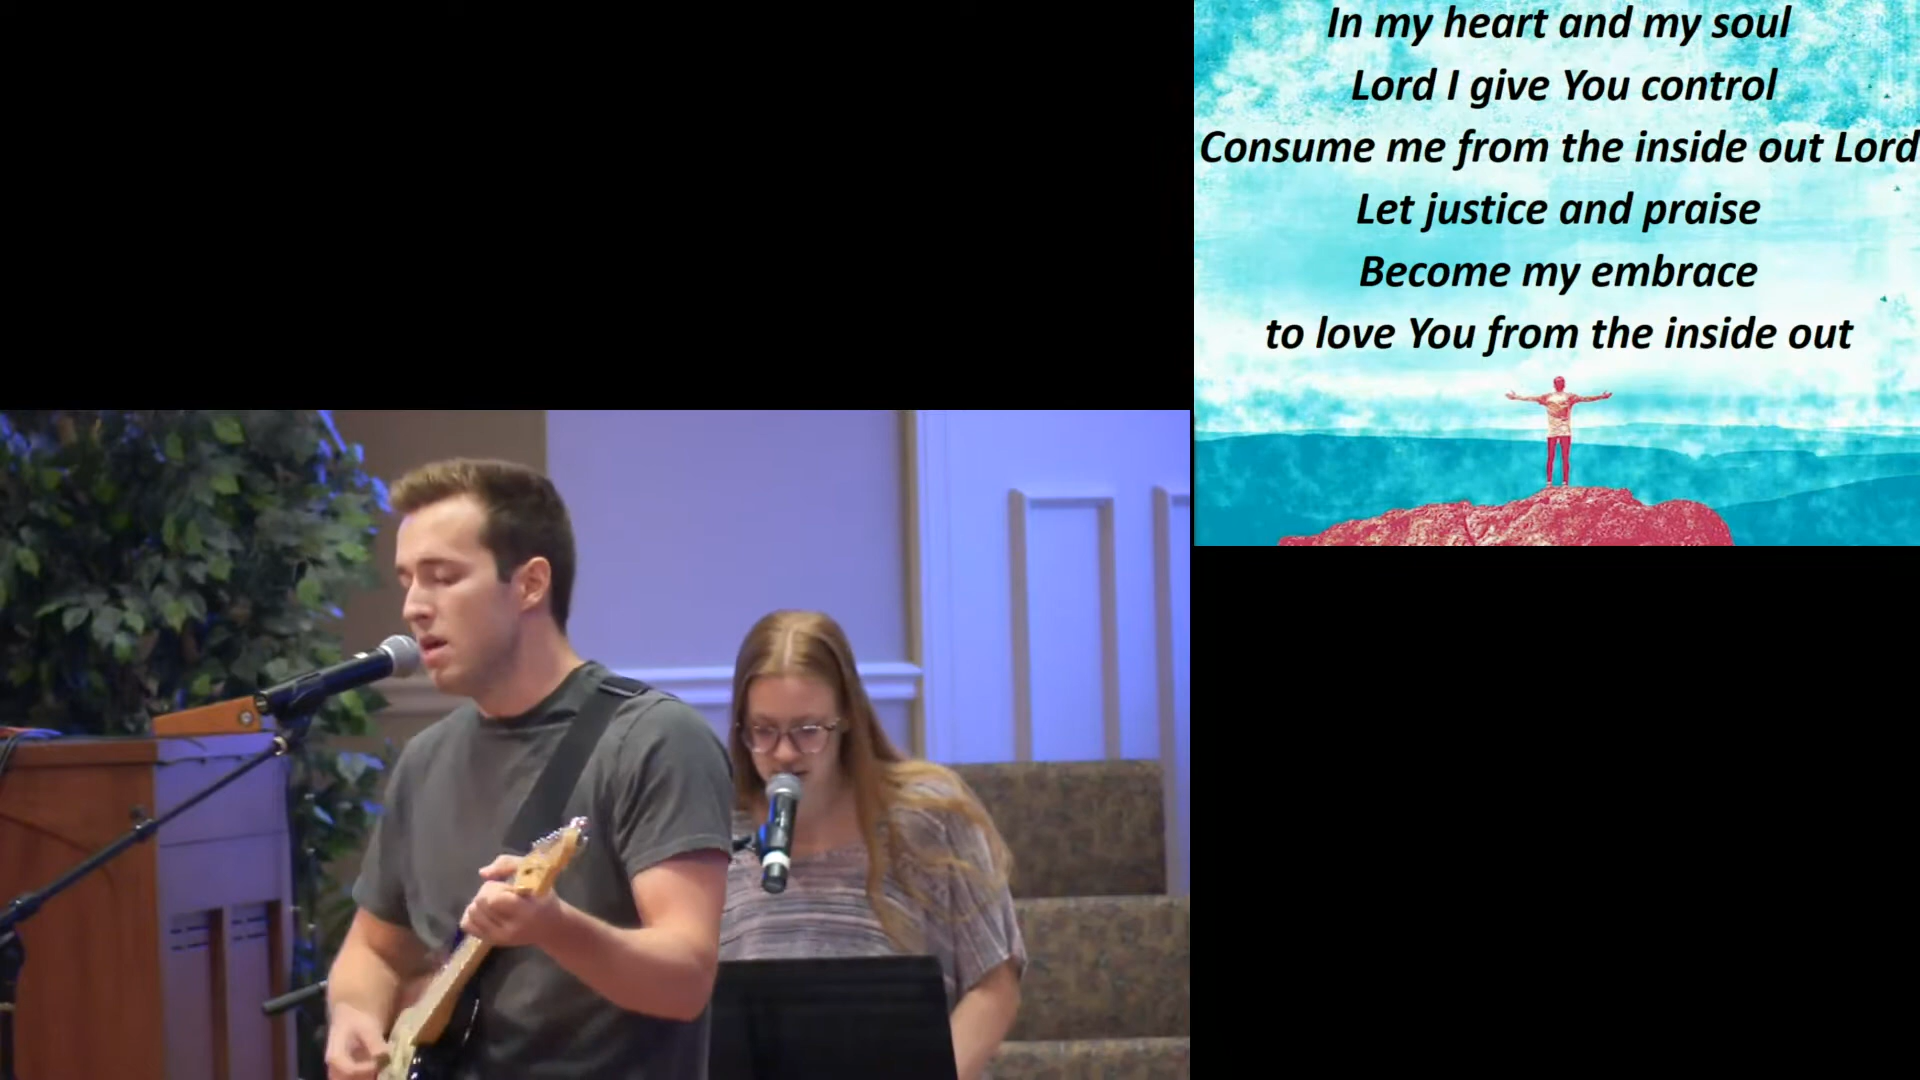 In my heart and my soul
Lord I give You control
Consume me from the inside out Lord
Let justice and praise
Become my embrace
to love You from the inside out